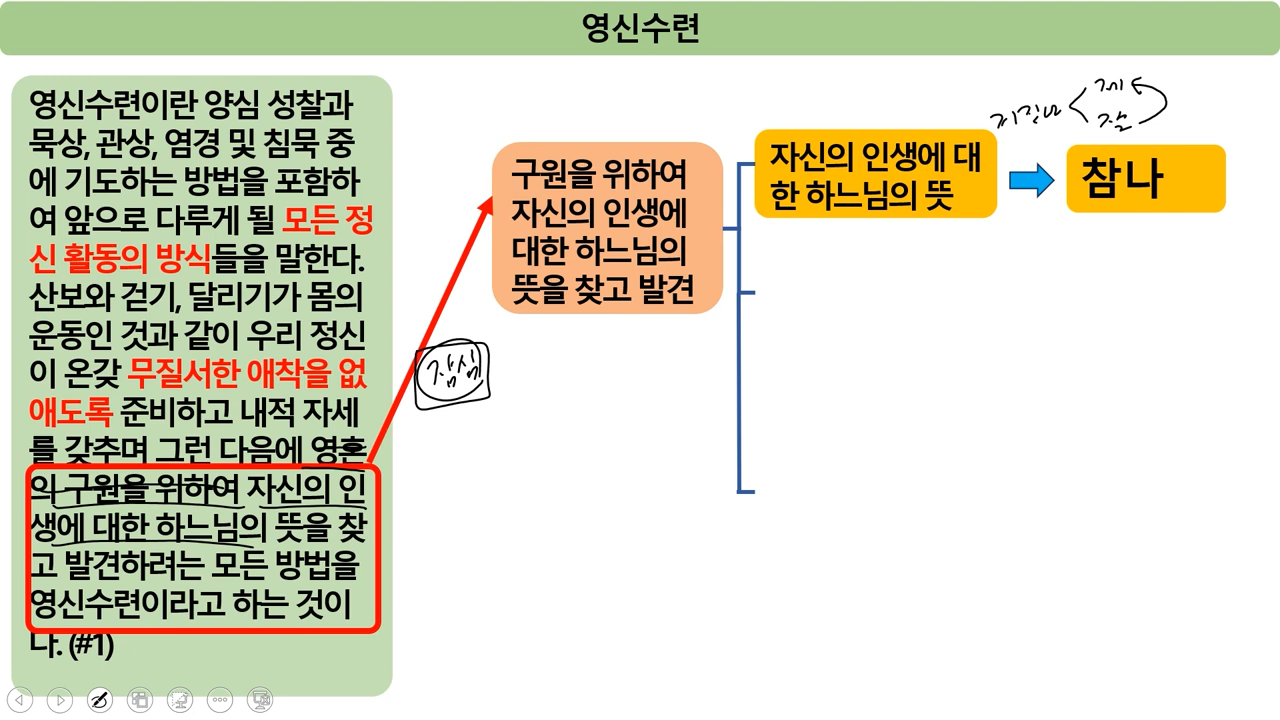 영신수련
영신수련이란 양심 성찰과
묵상, 관상, 염경 및 침묵 중
에 기도하는 방법을 포함하
여 앞으로 다루게 될 모든 정
신 활동의 방식들을 말한다.
산보와 걷기, 달리기가 몸의
운동인 것과 같이 우리 정신
이 온갖 무질서한 애착을 없
애도록 준비하고 내적 자세
를 갖추며 그런 다음에 영혼
의 구원을 위하여 자신의 인
생에 대한 하느님의 뜻을 찾
고 발견하려는 모든 방법을
영신수련이라고 하는 것이
다. (#1)
잠심
구원을 위하여
자신의 인생에
대한 하느님의
뜻을 찾고 발견
자신의 인생에 대
한 하느님의 뜻
참나